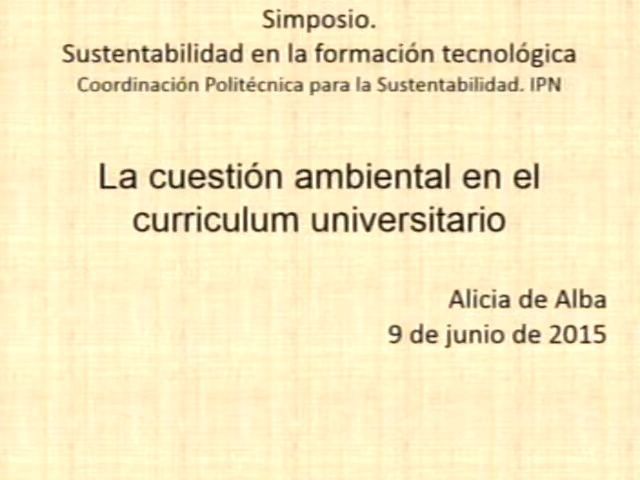 Simposio.
Sustentabilidad en la formación tecnológica
Coordinación Politécnica para la Sustentabilidad. IPN
La cuestión ambiental en el
curriculum universitario
Alicia de Alba
9 de junio de 2015